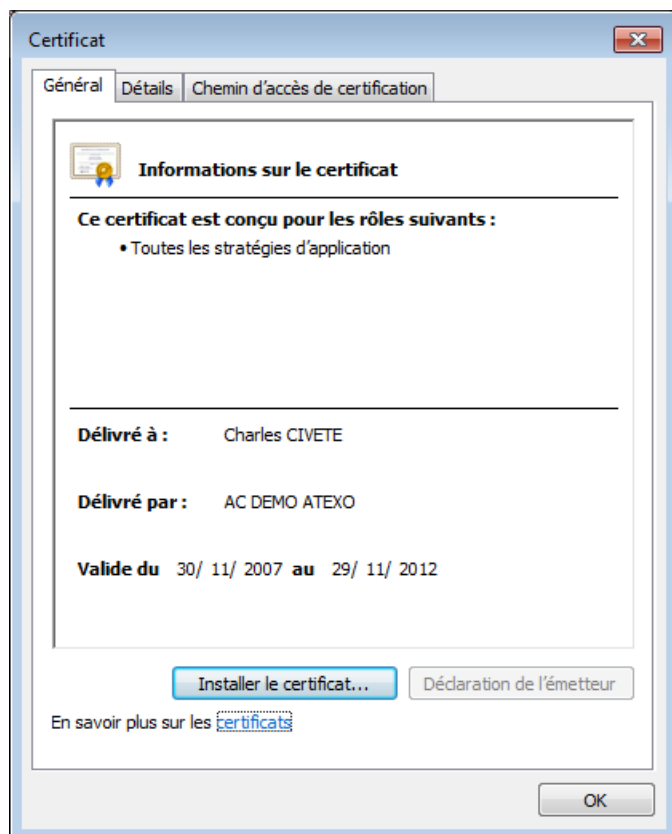 Certificat
Général Détails Chemin d'accès de certification
Informations sur le certificat
Ce certificat est conçu pour les rôles suivants :
• Toutes les stratégies d'application
Délivré à : Charles CIVETE
Délivré par : AC DEMO ATEXO
Valide du 30/ 11/ 2007 au 29/ 11/ 2012
Installer le certificat... Déclaration de l'émetteur
En savoir plus sur les certificats
OK